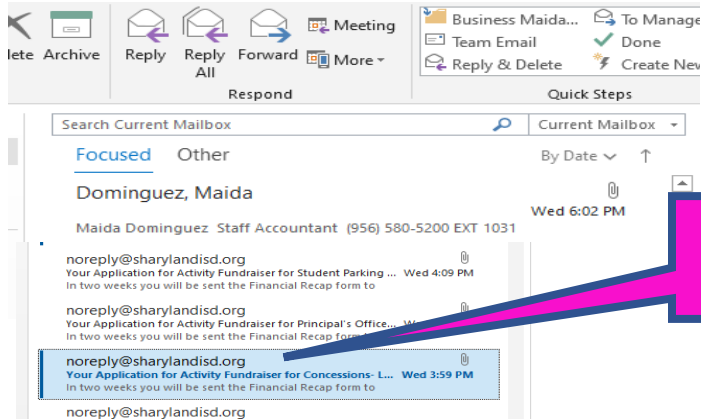 lete Archive Reply Reply All Forward Meeting More
Respond
Business Maida... To Manage
Team Email Done
Reply & Delete Create New
Quick Steps
Search Current Mailbox Current Mailbox
Focused Other By Date
Dominguez, Maida
Wed 6:02 PM
Maida Dominguez Staff Accountant (956) 580-5200 EXT 1031
noreply@sharylandisd.org
Your Application for Activity Fundraiser for Student Parking ... Wed 4:09 PM
In two weeks you will be sent the Financial Recap form to
noreply@sharylandisd.org
Your Application for Activity Fundraiser for Principal's Office...
In two weeks you will be sent the Financial Recap
noreply@sharylandisd.org
Your Application for Activity Fundraiser for Concessions- L... Wed 3:59 PM
In two weeks you will be sent the Financial Recap form to
noreply@sharylandisd.org